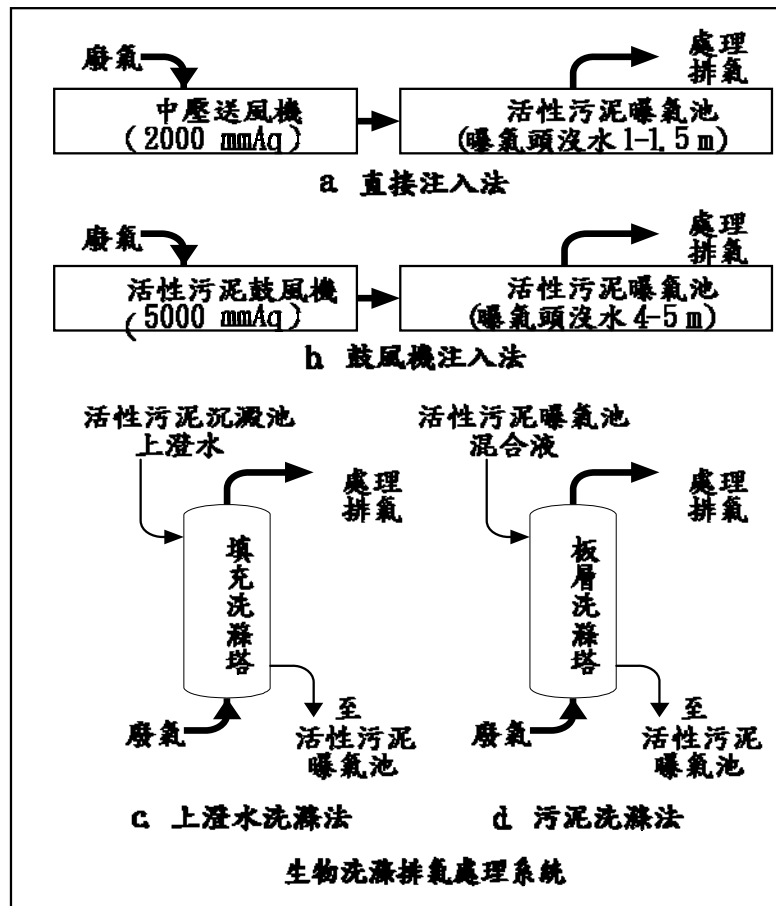 廢氣
處理
排氣
中壓送風機
(2000 mmAq)
活性污泥曝氣池
(曝氣頭沒水1-1.5 m)
a 直接注入法
廢氣
處理
排氣
活性污泥鼓風機
(5000 mmAq)
活性污泥曝氣池
(曝氣頭沒水4-5 m)
b 鼓風機注入法
活性污泥沉澱池
上澄水
處理
排氣
填充洗滌塔
廢氣
至
活性污泥
曝氣池
c 上澄水洗滌法
活性污泥曝氣池
混合液
處理
排氣
板層洗滌塔
廢氣
至
活性污泥
曝氣池
d 污泥洗滌法
生物洗滌排氣處理系統